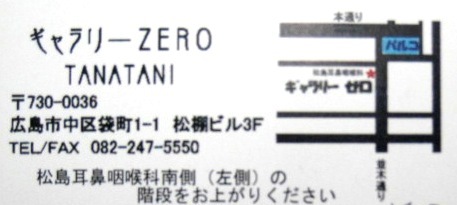 ギャラリーZERO
TANATANI
〒730-0036
広島市中区袋町1-1 松棚ビル3F
TEL/FAX 082-247-5550
松島耳鼻咽喉科南側（左側）の
階段をお上がりください
本通り
パルコ
松島耳鼻咽喉科
ギャラリー ゼロ
並木通り